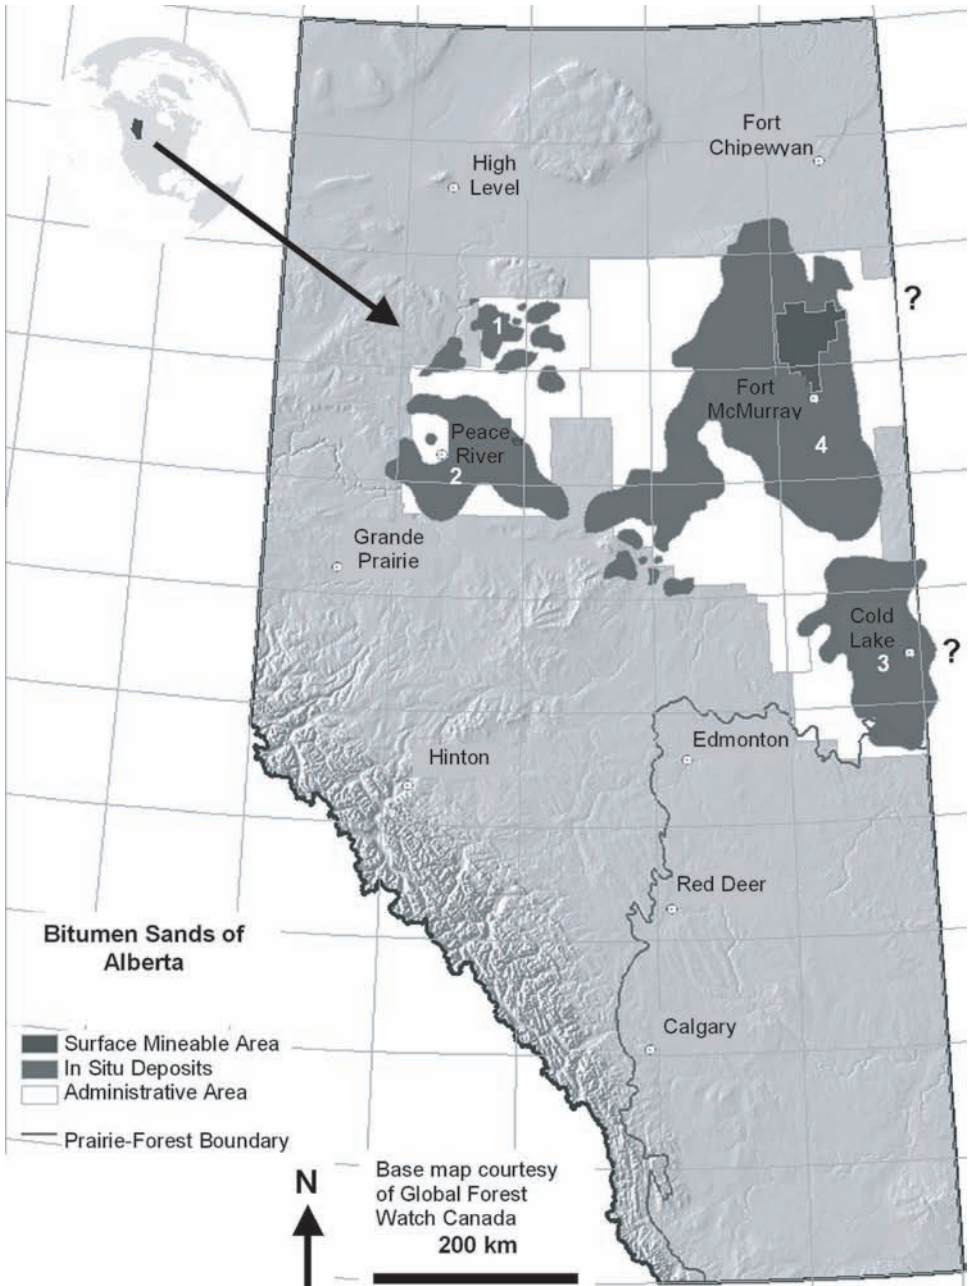 Fort
Chipewyan
High
Level
?
1
Fort
McMurray
4
Peace
River
2
Grande
Prairie
Cold
Lake
3
?
Edmonton
Hinton
Red Deer
Calgary
Bitumen Sands of
Alberta
Surface Mineable Area
In Situ Deposits
Administrative Area
Prairie-Forest Boundary
N
Base map courtesy
of Global Forest
Watch Canada
200 km